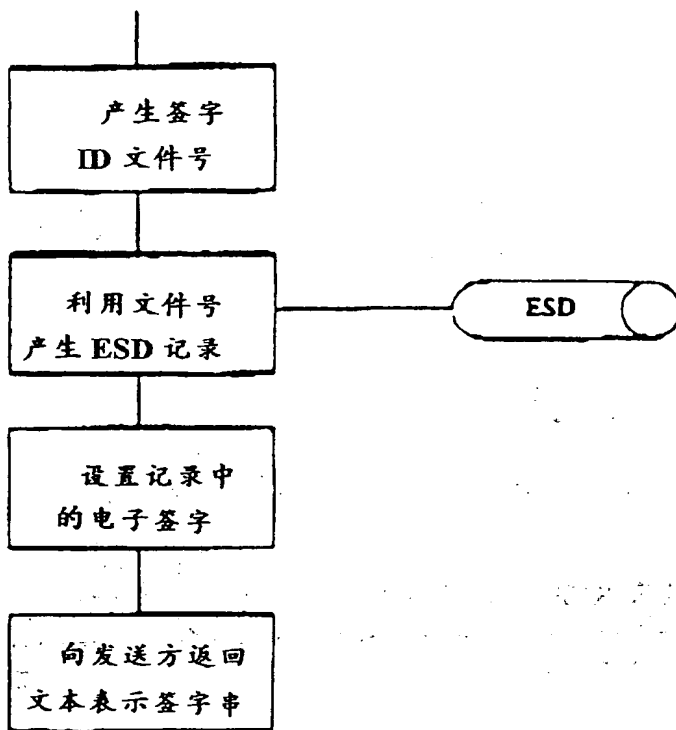 产生签字
ID 文件号
利用文件号
产生 ESD 记录
ESD
设置记录中
的电子签字
向发送方返回
文本表示签字串